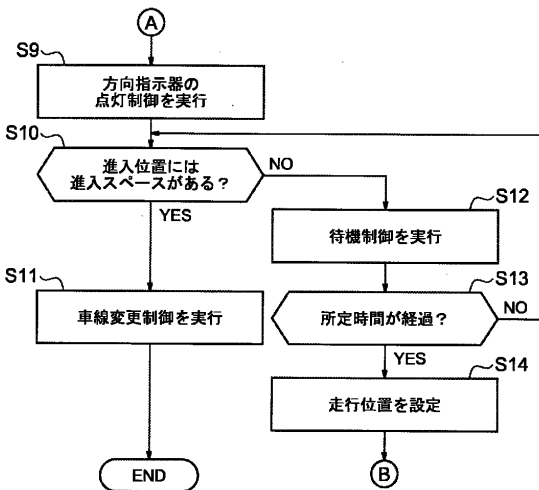 A
S9
方向指示器の
点灯制御を実行
S10
進入位置には
進入スペースがある?
NO
YES
S12
待機制御を実行
S11
車線変更制御を実行
S13
所定時間が経過?
NO
YES
S14
走行位置を設定
END
B